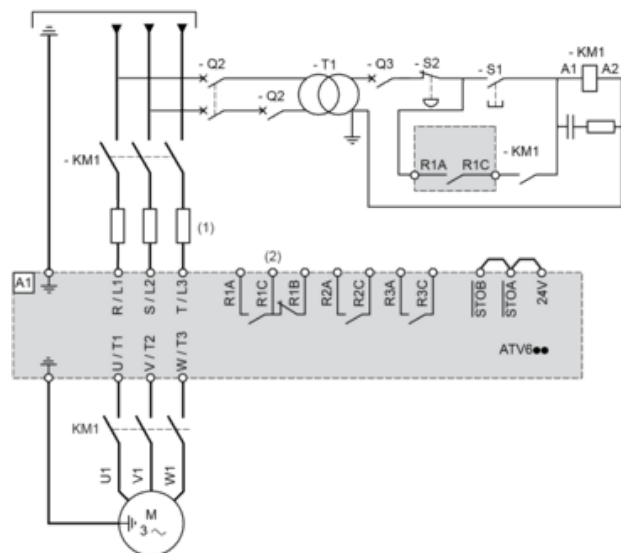 - Q2
- T1
- Q3
- S2
- S1
- KM1
A1
A2
- Q2
R1A
R1C
- KM1
- KM1
(1)
A1
R / L1
S / L2
T / L3
(2)
R1A
R1C
R1B
R2A
R2C
R3A
R3C
STOB
STOA
24V
U / T1
V / T2
W / T3
ATV6●●
KM1
U1
V1
W1
M
3 ~